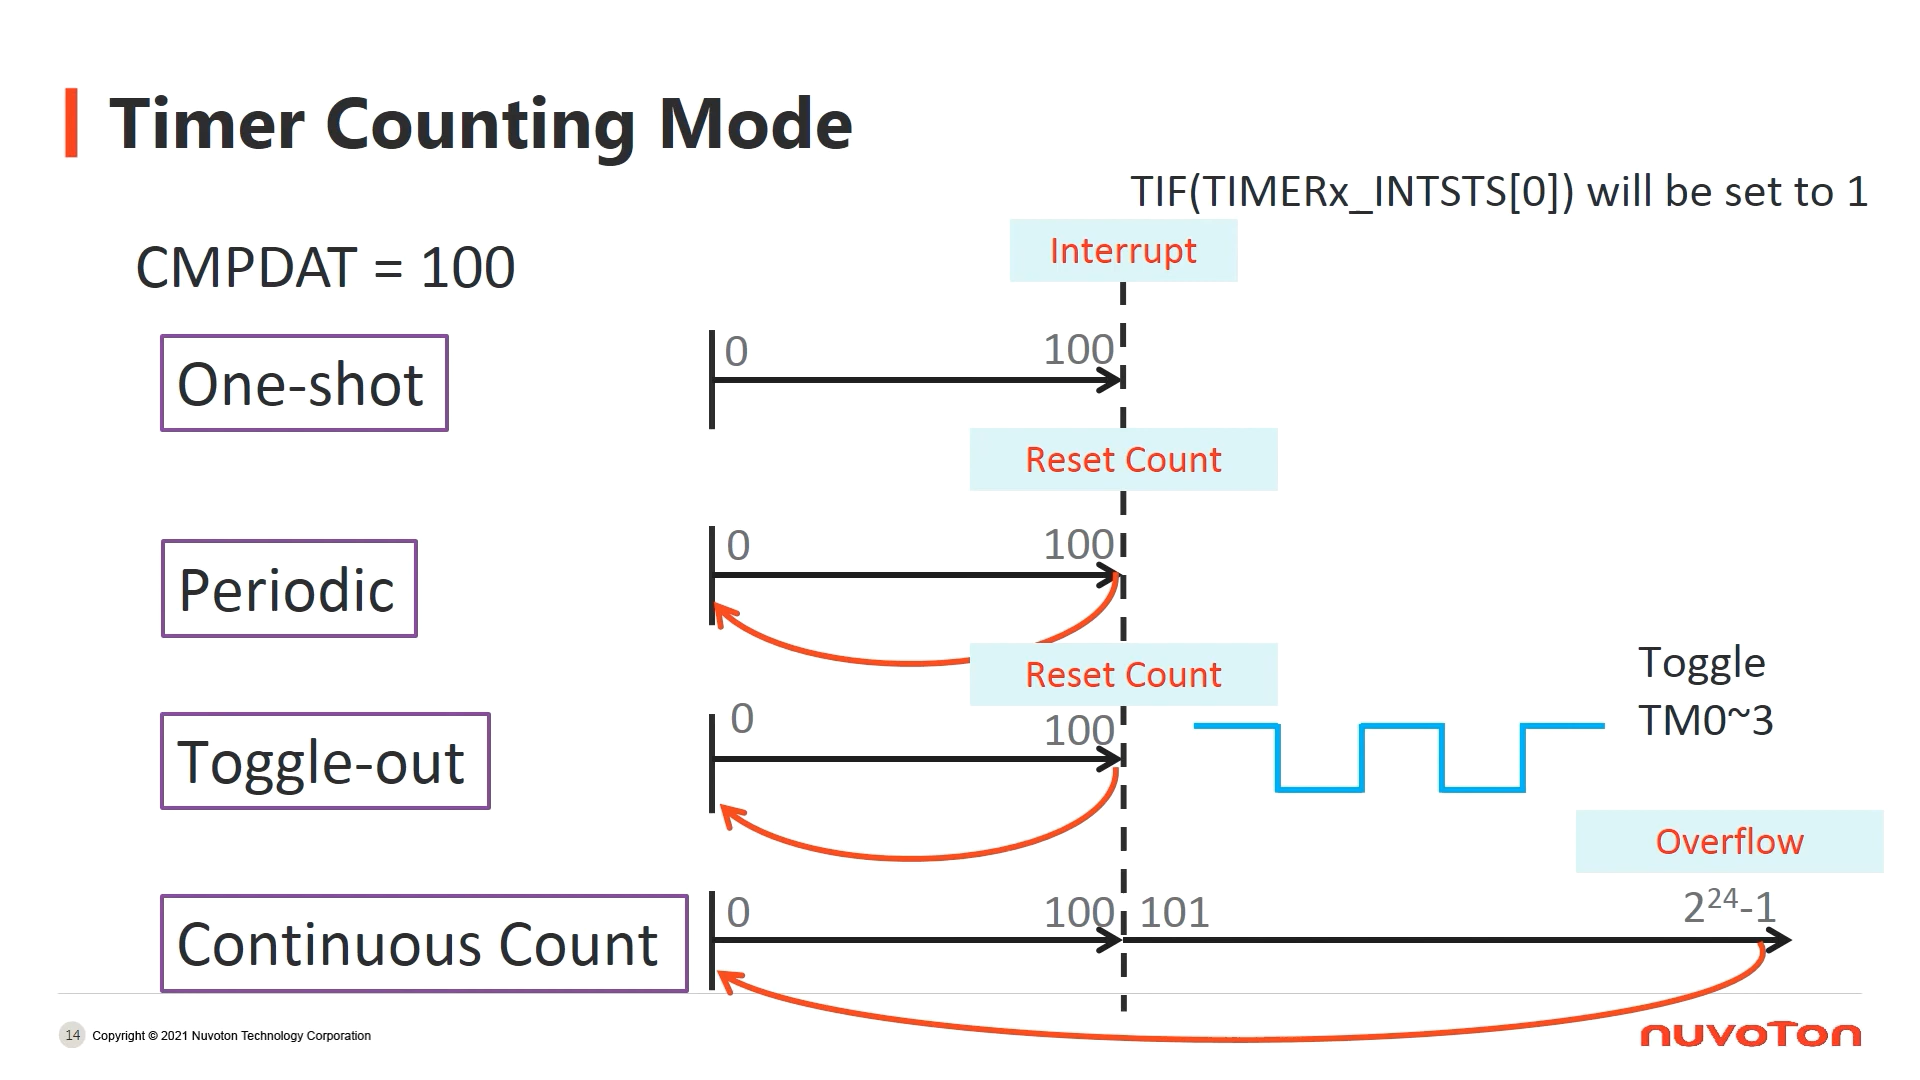 Timer Counting Mode
TIF(TIMERx_INTSTS[0]) will be set to 1
Interrupt
CMPDAT = 100
0 100
One-shot
Reset Count
0 100
Periodic
Reset Count
Toggle
TM0~3
0 100
Toggle-out
Overflow
0 100 101 2²⁴-1
Continuous Count
14 Copyright © 2021 Nuvoton Technology Corporation
nuvoTon